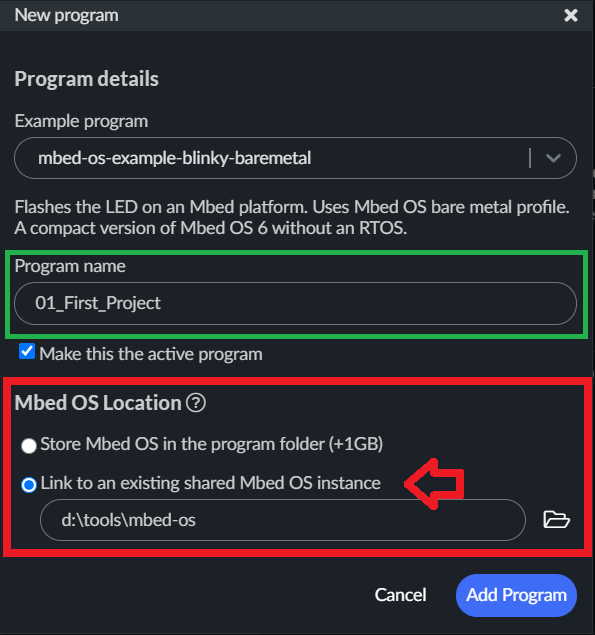 New program
Program details
Example program
mbed-os-example-blinky-baremetal
Flashes the LED on an Mbed platform. Uses Mbed OS bare metal profile.
A compact version of Mbed OS 6 without an RTOS.
Program name
01_First_Project
Make this the active program
Mbed OS Location
Store Mbed OS in the program folder (+1GB)
Link to an existing shared Mbed OS instance
d:\tools\mbed-os
Cancel
Add Program